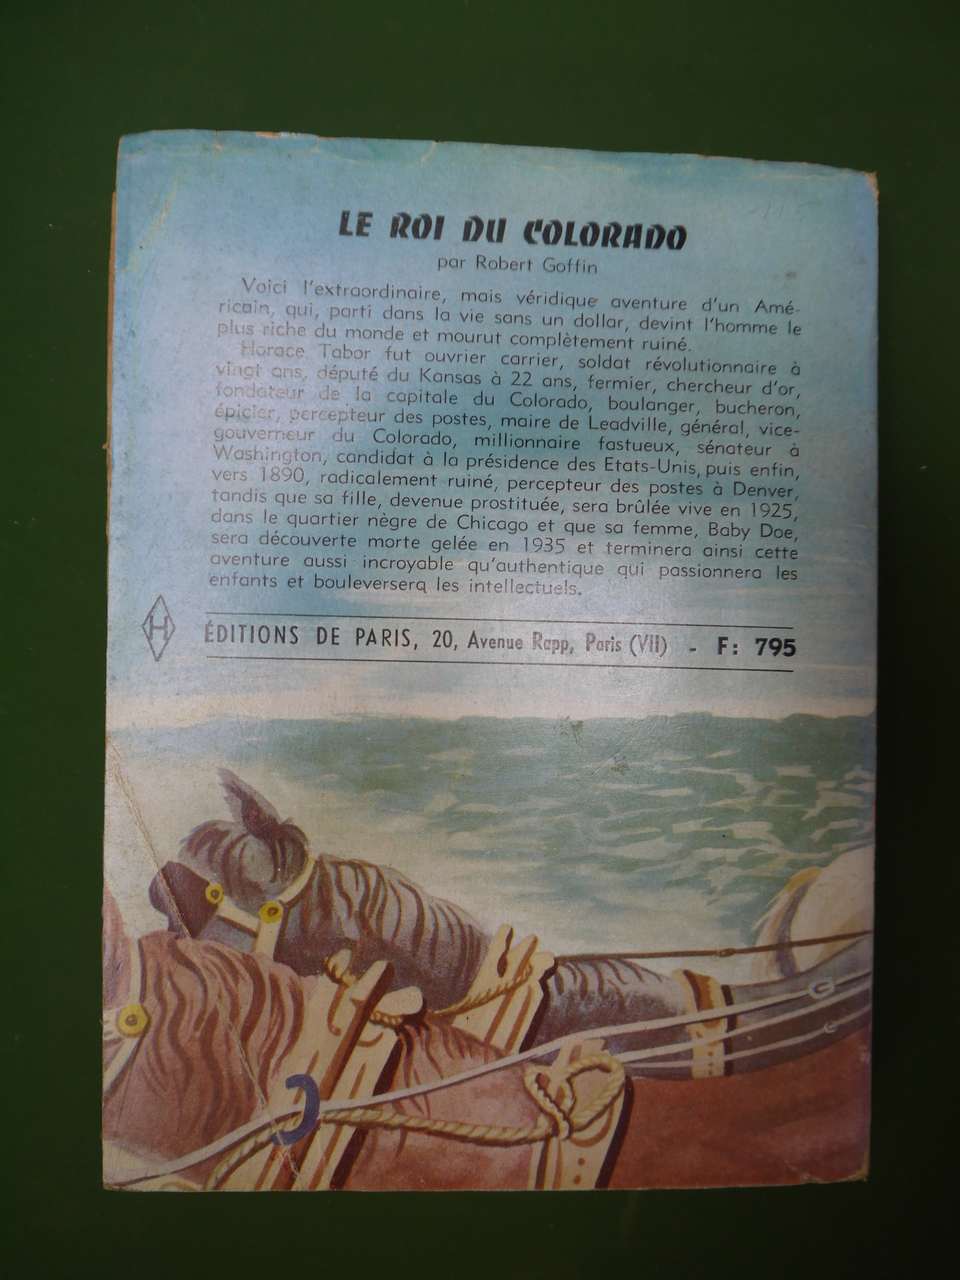 LE ROI DU COLORADO
par Robert Goffin
Voici l'extraordinaire, mais véridique aventure d'un Amé-
ricain, qui, parti dans la vie sans un dollar, devint l'homme le
plus riche du monde et mourut complètement ruiné.
Horace Tabor fut ouvrier carrier, soldat révolutionnaire à
vingt ans, député du Kansas à 22 ans, fermier, chercheur d'or,
fondateur de la capitale du Colorado, boulanger, bucheron,
épicier, percepteur des postes, maire de Leadville, général, vice-
gouverneur du Colorado, millionnaire fastueux, sénateur à
Washington, candidat à la présidence des Etats-Unis, puis enfin,
vers 1890, radicalement ruiné, percepteur des postes à Denver,
tandis que sa fille, devenue prostituée, sera brûlée vive en 1925,
dans le quartier nègre de Chicago et que sa femme, Baby Doe,
sera découverte morte gelée en 1935 et terminera ainsi cette
aventure aussi incroyable qu'authentique qui passionnera les
enfants et bouleversera les intellectuels.
H
ÉDITIONS DE PARIS, 20, Avenue Rapp, Paris (VII) - F: 795